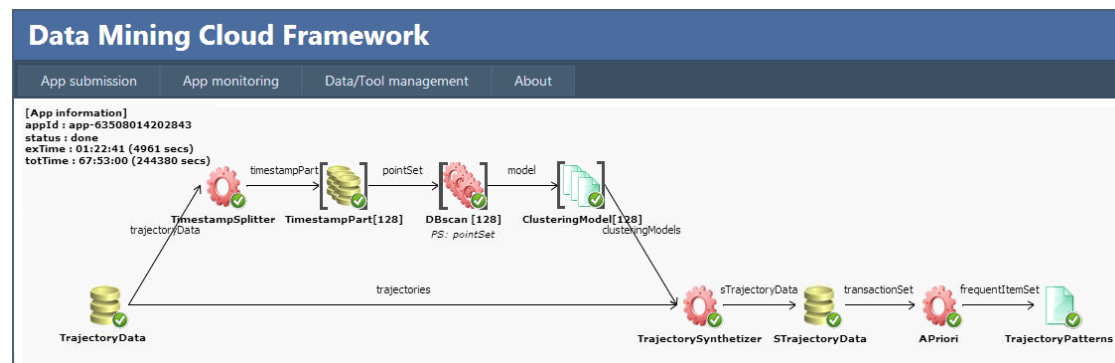 Data Mining Cloud Framework
App submission App monitoring Data/Tool management About
[App information]
appId : app-63508014202843
status : done
exTime : 01:22:41 (4961 secs)
totTime : 67:53:00 (244380 secs)
timestampPart pointSet model
TimestampSplitter TimestampPart[128] DBscan [128] ClusteringModel[128]
trajectoryData PS: pointSet clusteringModels
trajectories sTrajectoryData transactionSet frequentItemSet
TrajectoryData TrajectorySynthetizer STrajectoryData APriori TrajectoryPatterns